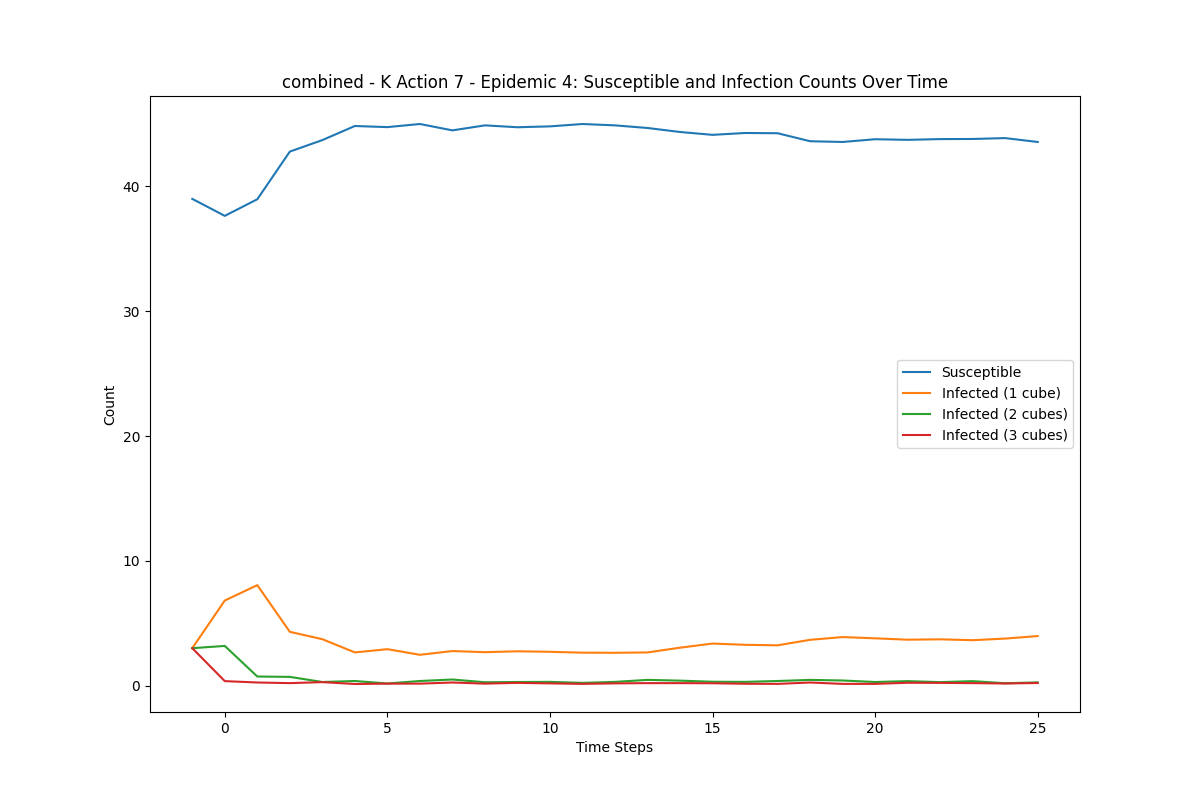 combined - K Action 7 - Epidemic 4: Susceptible and Infection Counts Over Time
Count
40
30
20
10
0
Susceptible
Infected (1 cube)
Infected (2 cubes)
Infected (3 cubes)
0 5 10 15 20 25
Time Steps